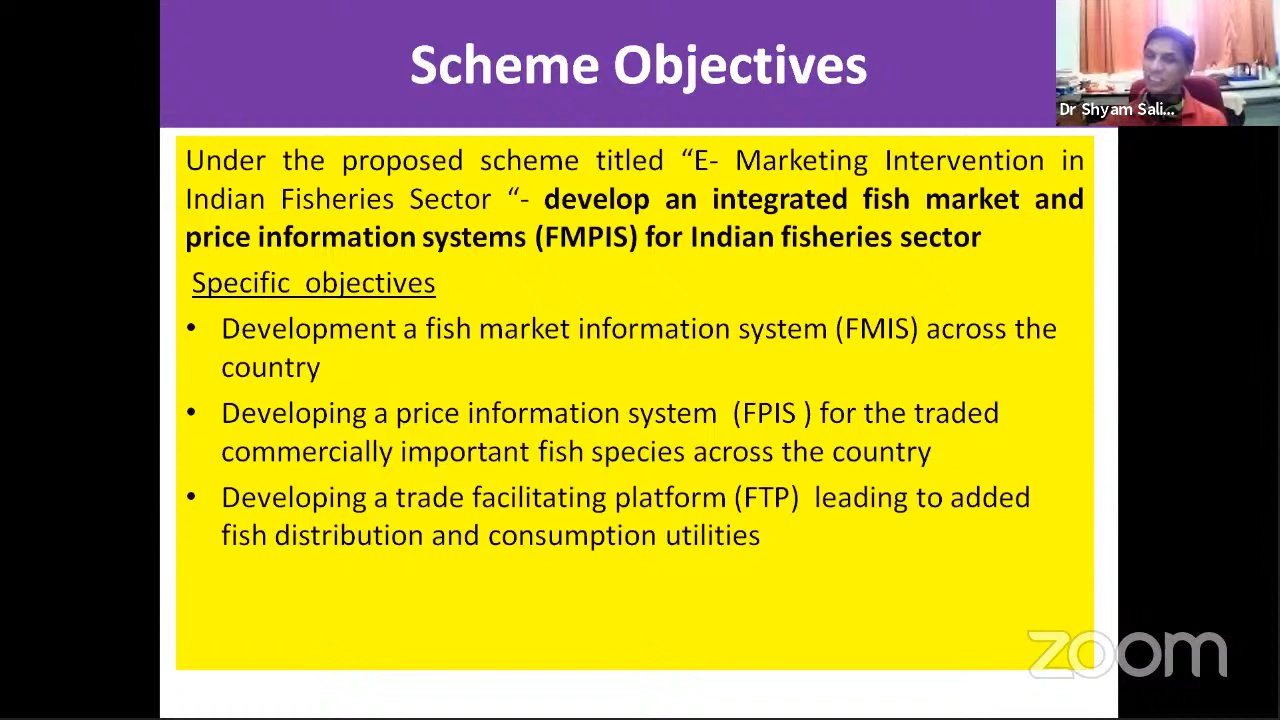 Scheme Objectives
Dr Shyam Sali...
Under the proposed scheme titled “E- Marketing Intervention in
Indian Fisheries Sector “- develop an integrated fish market and
price information systems (FMPIS) for Indian fisheries sector
Specific objectives
• Development a fish market information system (FMIS) across the
country
• Developing a price information system (FPIS ) for the traded
commercially important fish species across the country
• Developing a trade facilitating platform (FTP) leading to added
fish distribution and consumption utilities
zoom